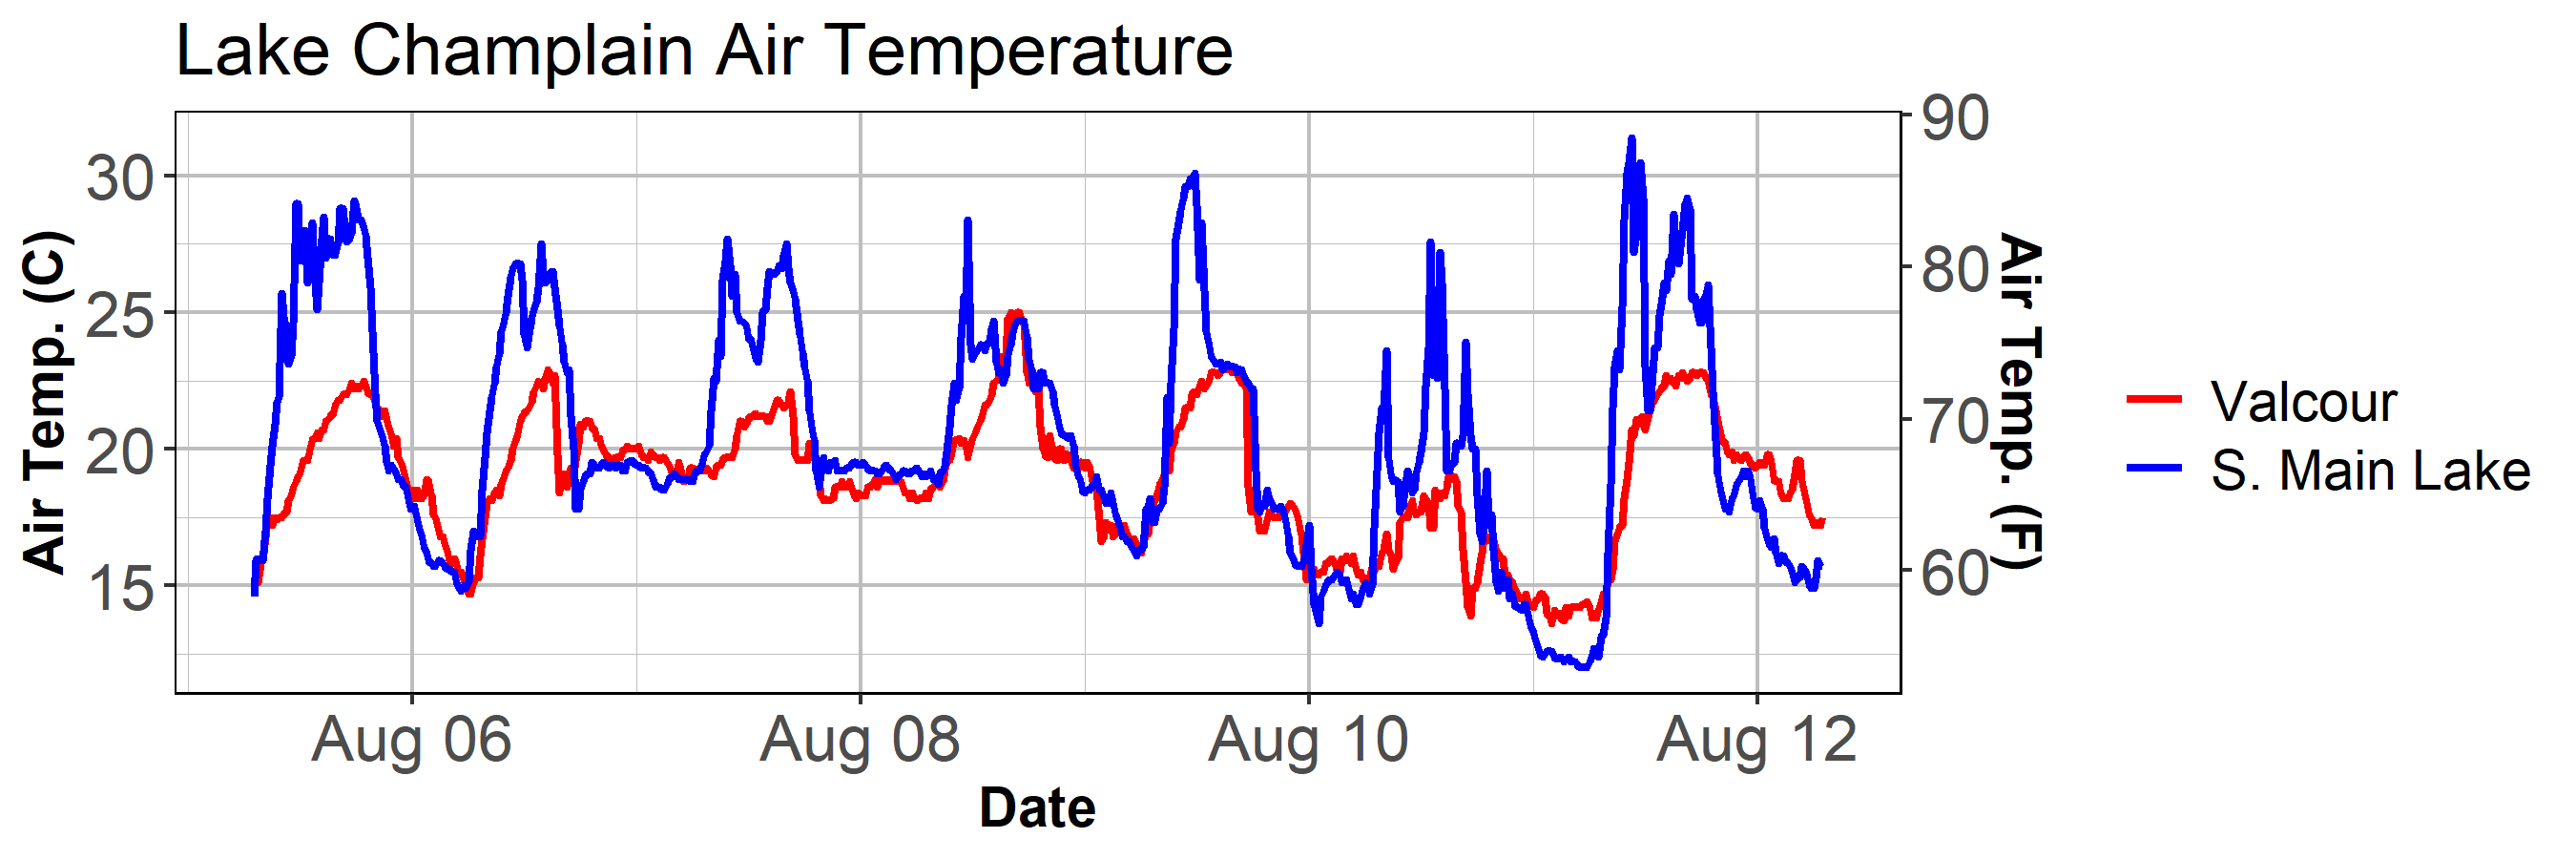 Lake Champlain Air Temperature
Air Temp. (C)
30
25
20
15
90
80
70
60
Air Temp. (F)
Aug 06
Aug 08
Aug 10
Aug 12
Date
Valcour
S. Main Lake